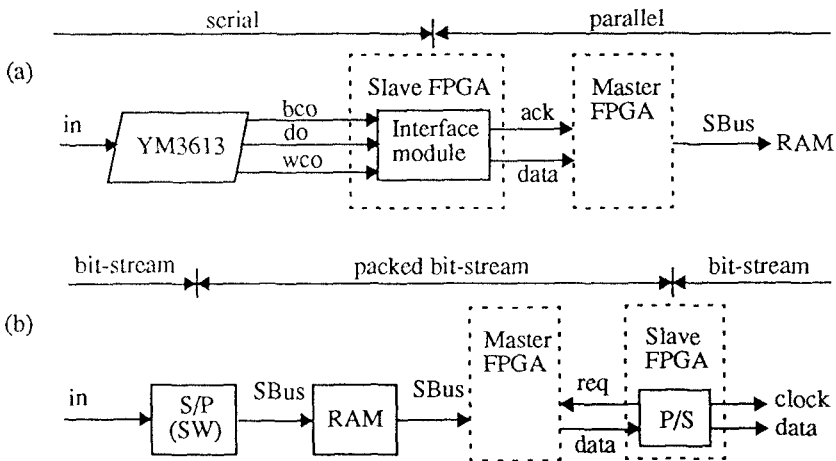 serial parallel
(a)
Slave FPGA Master FPGA
in YM3613 bco do wco Interface module ack data SBus RAM
bit-stream packed bit-stream bit-stream
(b)
Master FPGA Slave FPGA
in S/P (SW) SBus RAM SBus req data P/S clock data